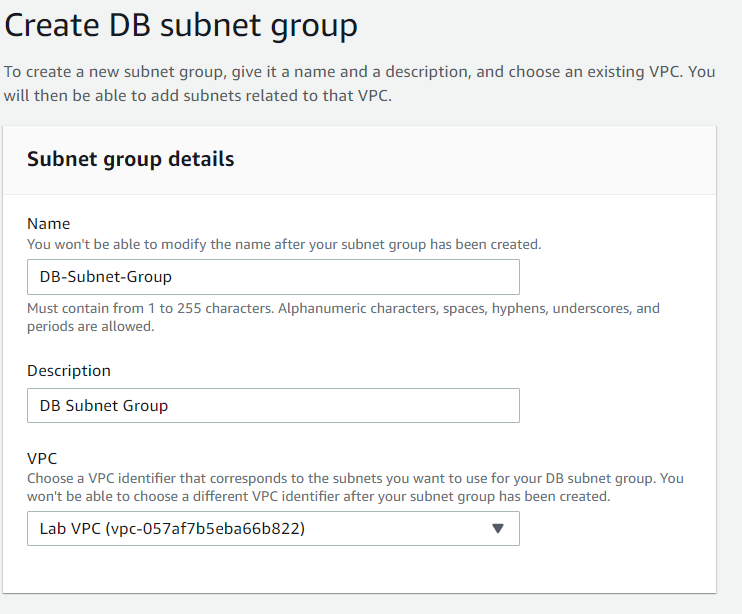 Create DB subnet group
To create a new subnet group, give it a name and a description, and choose an existing VPC. You
will then be able to add subnets related to that VPC.
Subnet group details
Name
You won't be able to modify the name after your subnet group has been created.
DB-Subnet-Group
Must contain from 1 to 255 characters. Alphanumeric characters, spaces, hyphens, underscores, and
periods are allowed.
Description
DB Subnet Group
VPC
Choose a VPC identifier that corresponds to the subnets you want to use for your DB subnet group. You
won't be able to choose a different VPC identifier after your subnet group has been created.
Lab VPC (vpc-057af7b5eba66b822)